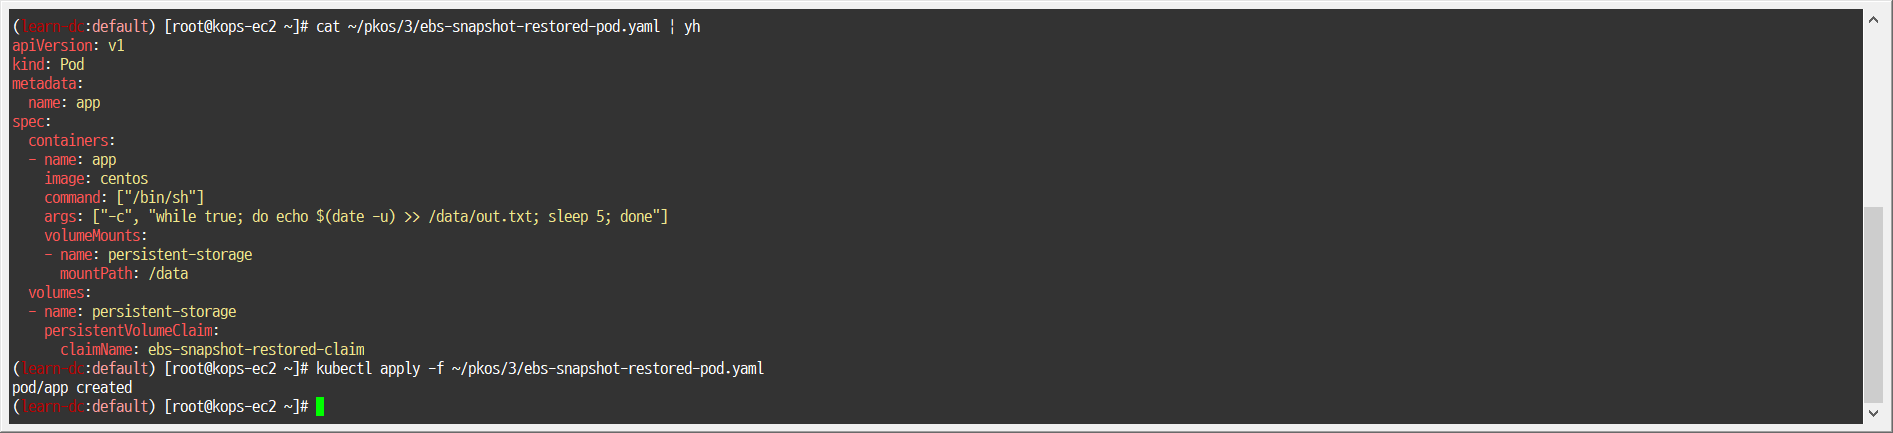 (learn-dc:default) [root@kops-ec2 ~]# cat ~/pkos/3/ebs-snapshot-restored-pod.yaml | yh
apiVersion: v1
kind: Pod
metadata:
  name: app
spec:
  containers:
  - name: app
    image: centos
    command: ["/bin/sh"]
    args: ["-c", "while true; do echo $(date -u) >> /data/out.txt; sleep 5; done"]
    volumeMounts:
    - name: persistent-storage
      mountPath: /data
  volumes:
  - name: persistent-storage
    persistentVolumeClaim:
      claimName: ebs-snapshot-restored-claim
(learn-dc:default) [root@kops-ec2 ~]# kubectl apply -f ~/pkos/3/ebs-snapshot-restored-pod.yaml
pod/app created
(learn-dc:default) [root@kops-ec2 ~]#